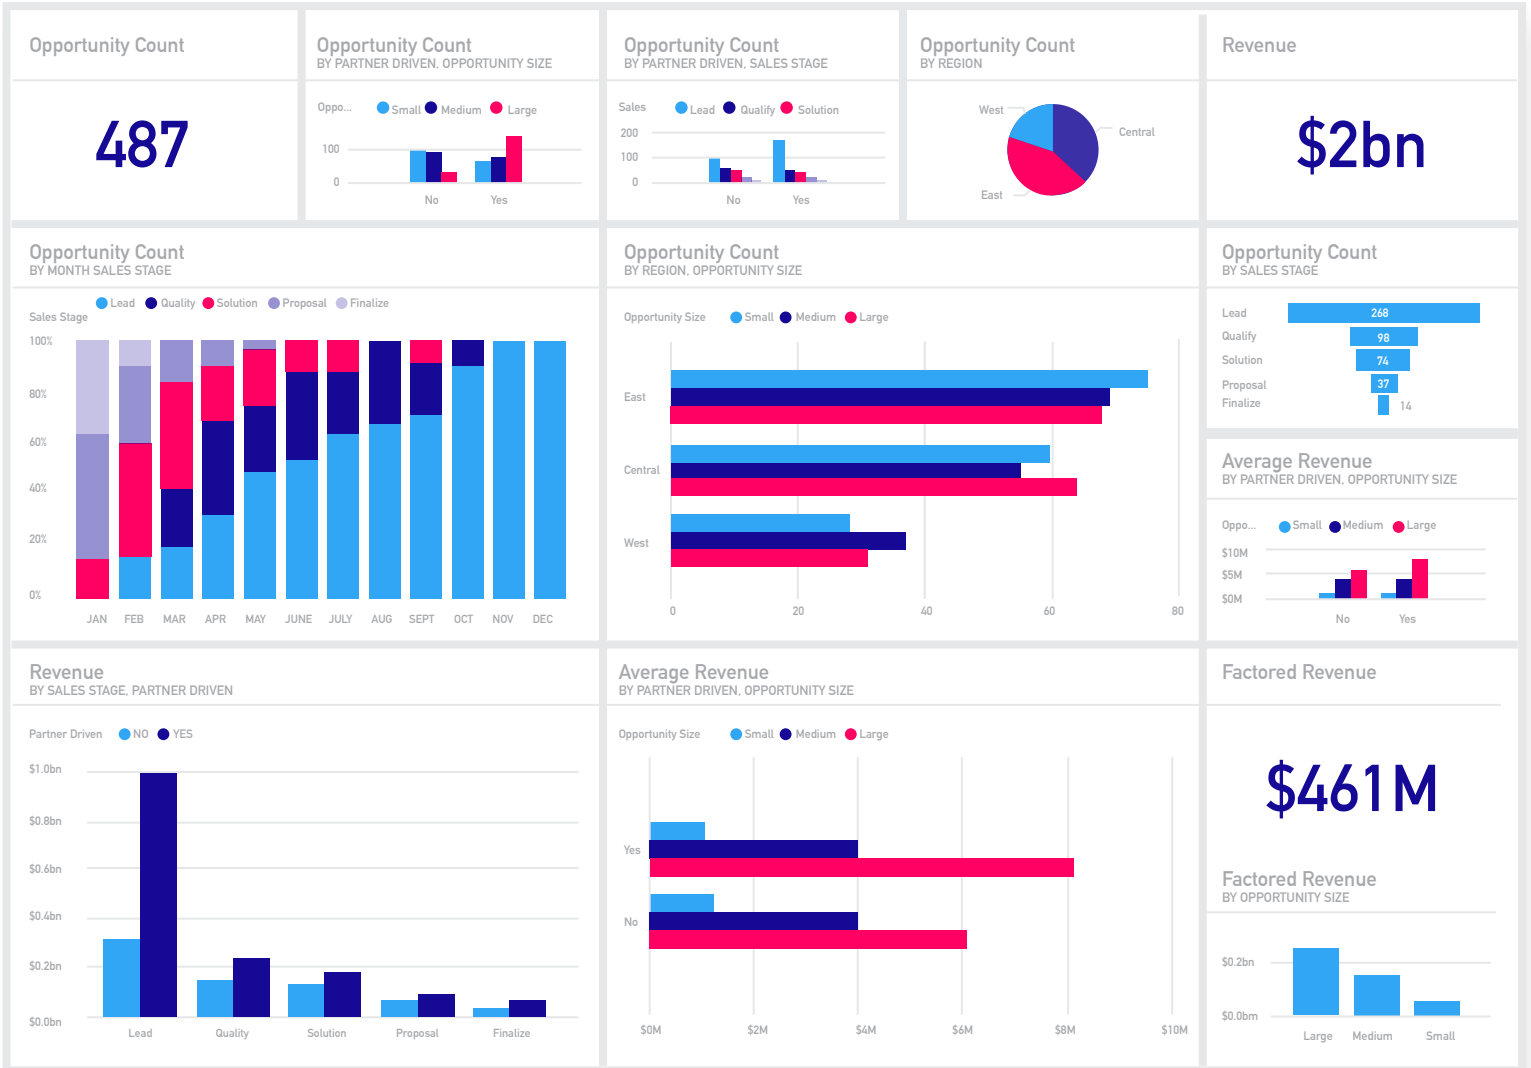 Opportunity Count
487
Opportunity Count
BY PARTNER DRIVEN, OPPORTUNITY SIZE
Oppo... Small Medium Large
100
0
No Yes
Opportunity Count
BY PARTNER DRIVEN, SALES STAGE
Sales Lead Qualify Solution
200
100
0
No Yes
Opportunity Count
BY REGION
West
Central
East
Revenue
$2bn
Opportunity Count
BY MONTH SALES STAGE
Lead Quality Solution Proposal Finalize
Sales Stage
100%
80%
60%
40%
20%
0%
JAN FEB MAR APR MAY JUNE JULY AUG SEPT OCT NOV DEC
Opportunity Count
BY REGION, OPPORTUNITY SIZE
Opportunity Size Small Medium Large
East
Central
West
0 20 40 60 80
Opportunity Count
BY SALES STAGE
Lead 268
Qualify 98
Solution 74
Proposal 37
Finalize 14
Average Revenue
BY PARTNER DRIVEN, OPPORTUNITY SIZE
Oppo... Small Medium Large
$10M
$5M
$0M
No Yes
Revenue
BY SALES STAGE, PARTNER DRIVEN
Partner Driven NO YES
$1.0bn
$0.8bn
$0.6bn
$0.4bn
$0.2bn
$0.0bn
Lead Quality Solution Proposal Finalize
Average Revenue
BY PARTNER DRIVEN, OPPORTUNITY SIZE
Opportunity Size Small Medium Large
Yes
No
$0M $2M $4M $6M $8M $10M
Factored Revenue
$461M
Factored Revenue
BY OPPORTUNITY SIZE
$0.2bn
$0.0bm
Large Medium Small